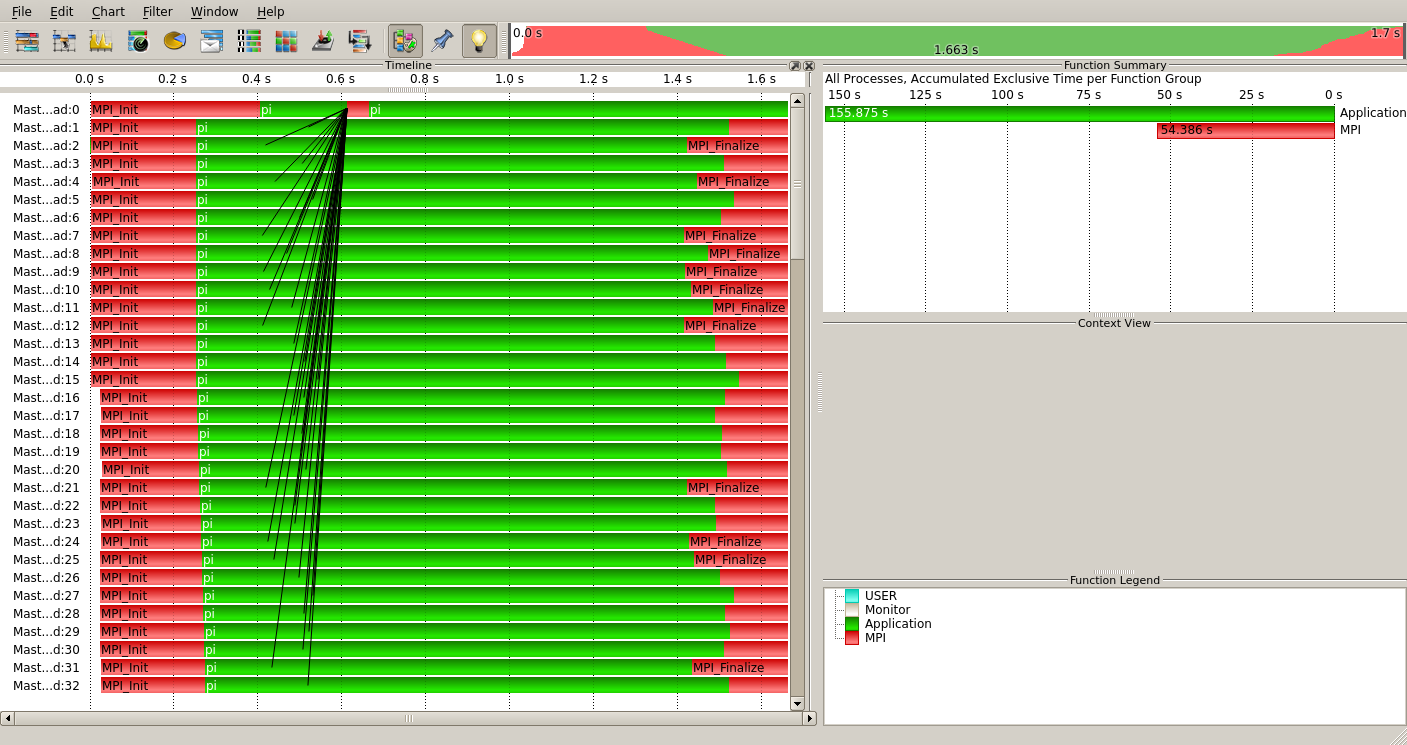 File Edit Chart Filter Window Help
0.0 s 1.7 s
1.663 s
Timeline
0.0 s 0.2 s 0.4 s 0.6 s 0.8 s 1.0 s 1.2 s 1.4 s 1.6 s
Mast...ad:0 MPI_Init pi pi
Mast...ad:1 MPI_Init pi
Mast...ad:2 MPI_Init pi MPI_Finalize
Mast...ad:3 MPI_Init pi
Mast...ad:4 MPI_Init pi MPI_Finalize
Mast...ad:5 MPI_Init pi
Mast...ad:6 MPI_Init pi
Mast...ad:7 MPI_Init pi MPI_Finalize
Mast...ad:8 MPI_Init pi MPI_Finalize
Mast...ad:9 MPI_Init pi MPI_Finalize
Mast...d:10 MPI_Init pi MPI_Finalize
Mast...d:11 MPI_Init pi MPI_Finalize
Mast...d:12 MPI_Init pi MPI_Finalize
Mast...d:13 MPI_Init pi
Mast...d:14 MPI_Init pi
Mast...d:15 MPI_Init pi
Mast...d:16 MPI_Init pi
Mast...d:17 MPI_Init pi
Mast...d:18 MPI_Init pi
Mast...d:19 MPI_Init pi
Mast...d:20 MPI_Init pi
Mast...d:21 MPI_Init pi MPI_Finalize
Mast...d:22 MPI_Init pi
Mast...d:23 MPI_Init pi
Mast...d:24 MPI_Init pi MPI_Finalize
Mast...d:25 MPI_Init pi MPI_Finalize
Mast...d:26 MPI_Init pi
Mast...d:27 MPI_Init pi
Mast...d:28 MPI_Init pi
Mast...d:29 MPI_Init pi
Mast...d:30 MPI_Init pi
Mast...d:31 MPI_Init pi MPI_Finalize
Mast...d:32 MPI_Init pi
Function Summary
All Processes, Accumulated Exclusive Time per Function Group
150 s 125 s 100 s 75 s 50 s 25 s 0 s
155.875 s Application
54.386 s MPI
Context View
Function Legend
USER
Monitor
Application
MPI